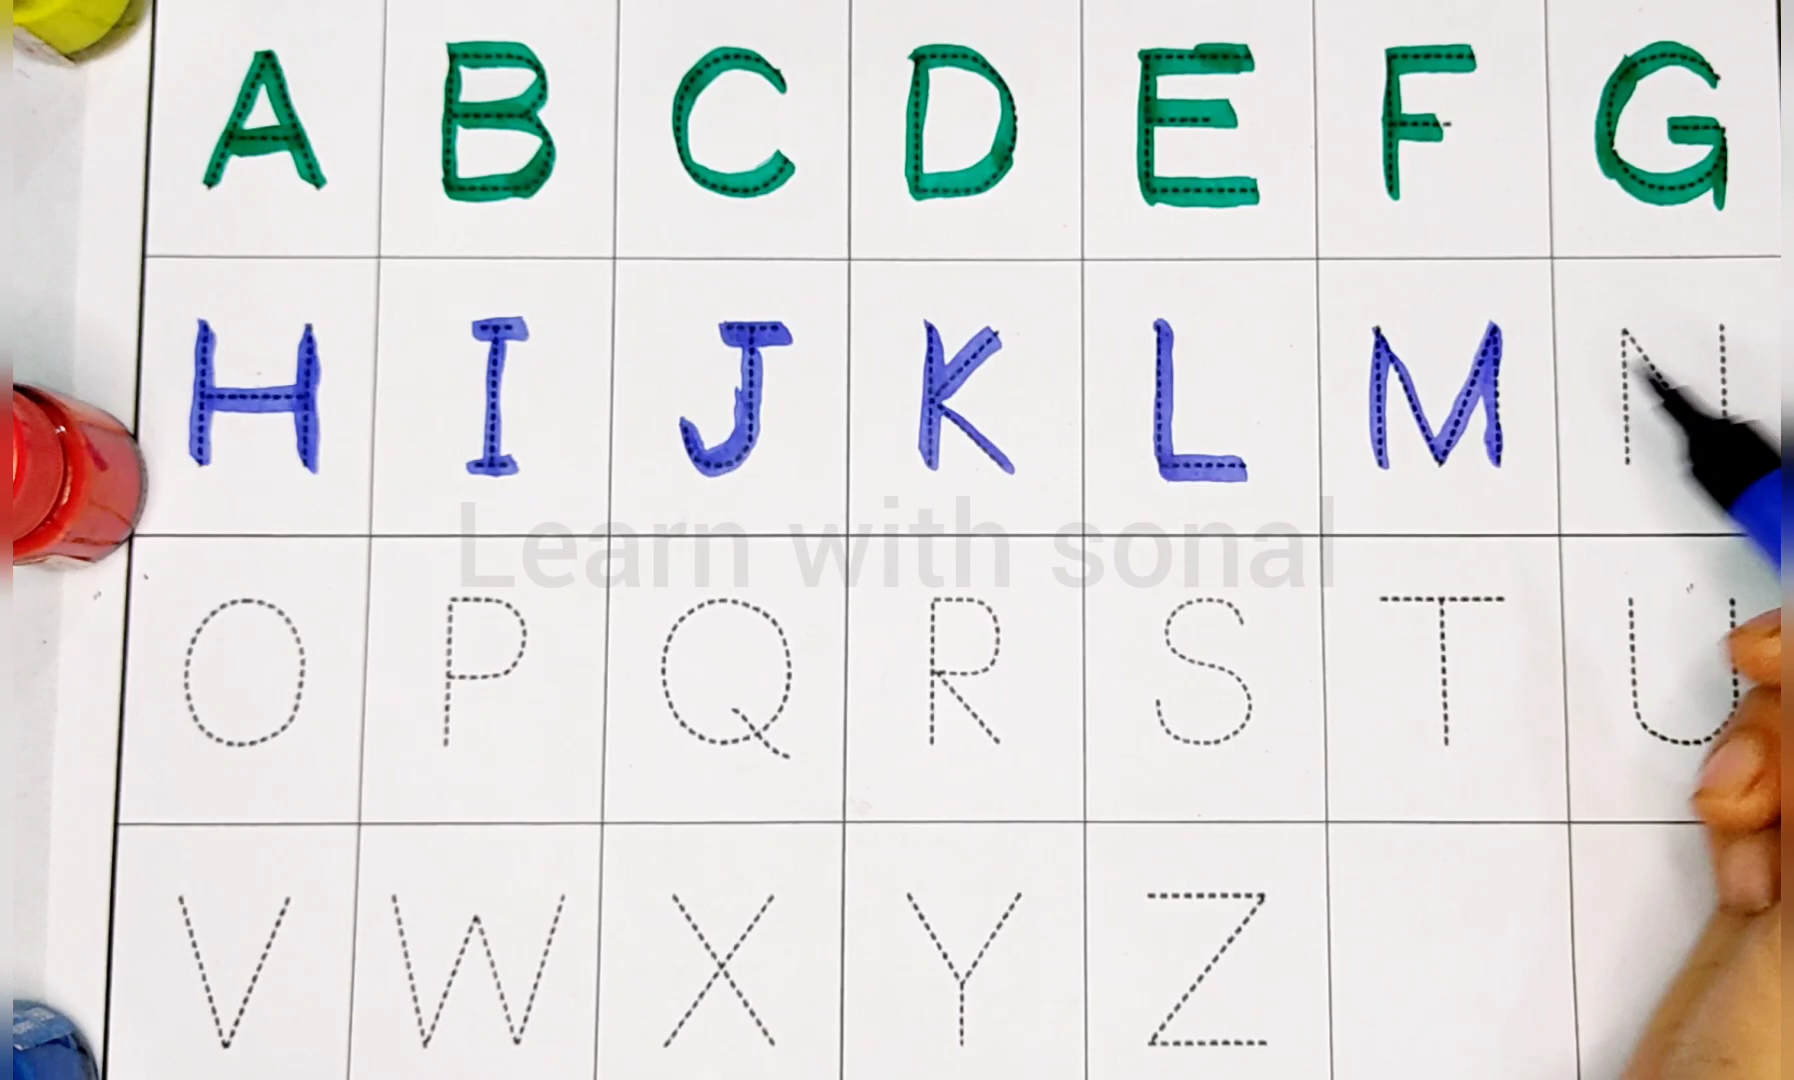 A B C D E F G
H I J K L M N
Learn with sonal
O P Q R S T U
V W X Y Z